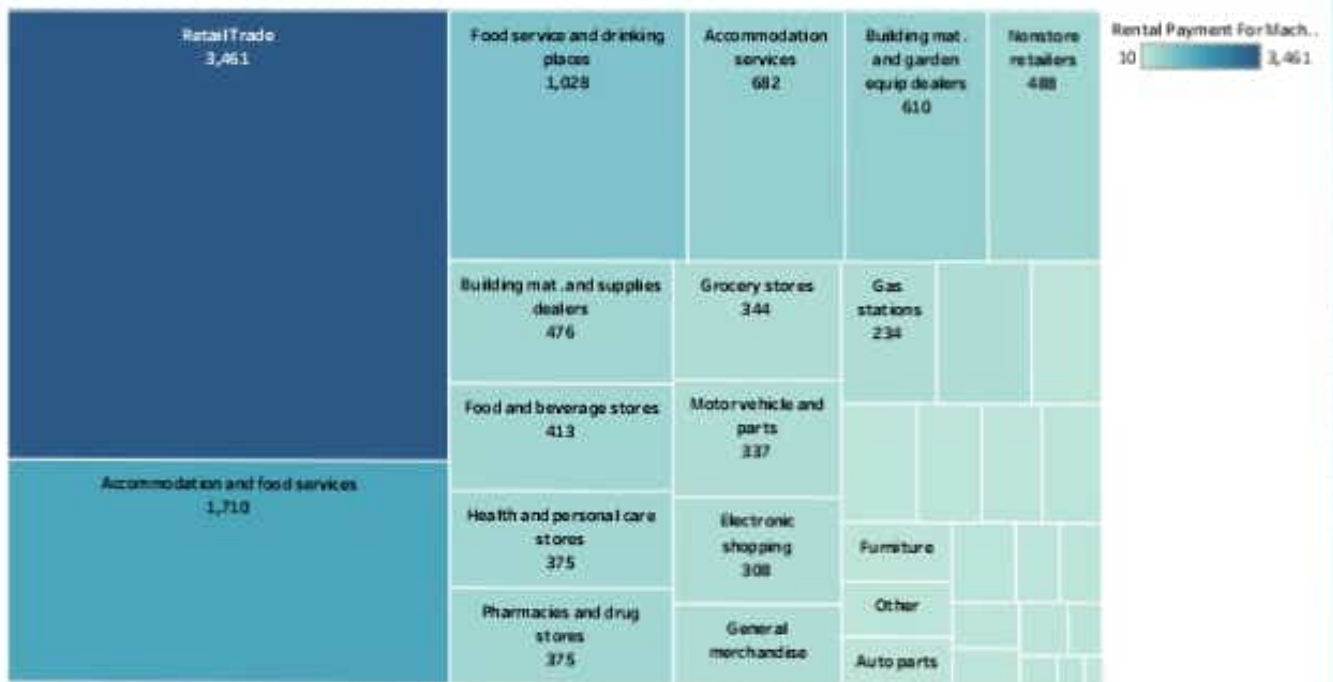 Retail Trade
3,461
Food service and drinking
places
1,028
Accommodation
services
682
Building mat.
and garden
equip dealers
610
Nonstore
retailers
488
Rental Payment For Mach..
10 3,461
Building mat. and supplies
dealers
476
Grocery stores
344
Gas
stations
234
Food and beverage stores
413
Motor vehicle and
parts
337
Accommodation and food services
1,710
Health and personal care
stores
375
Electronic
shopping
308
Furniture
Other
Pharmacies and drug
stores
375
General
merchandise
Auto parts